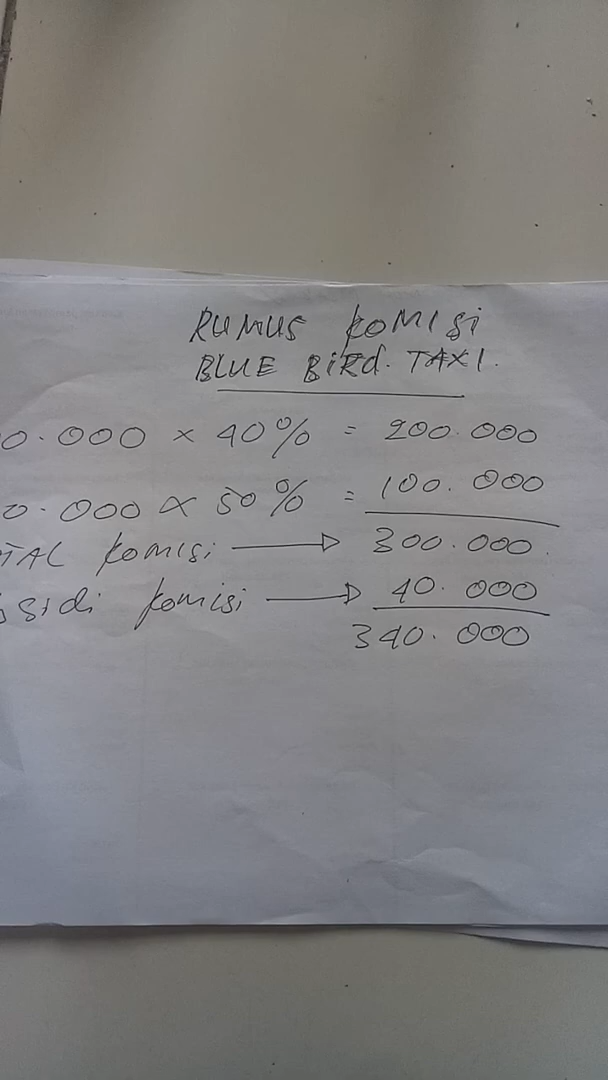 RUMUS KOMISI
BLUE BIRD. TAXI.
0.000 x 40% = 200.000
0.000 x 50% = 100.000
TAL KOMISI → 300.000.
sidi komisi → 40.000
340.000